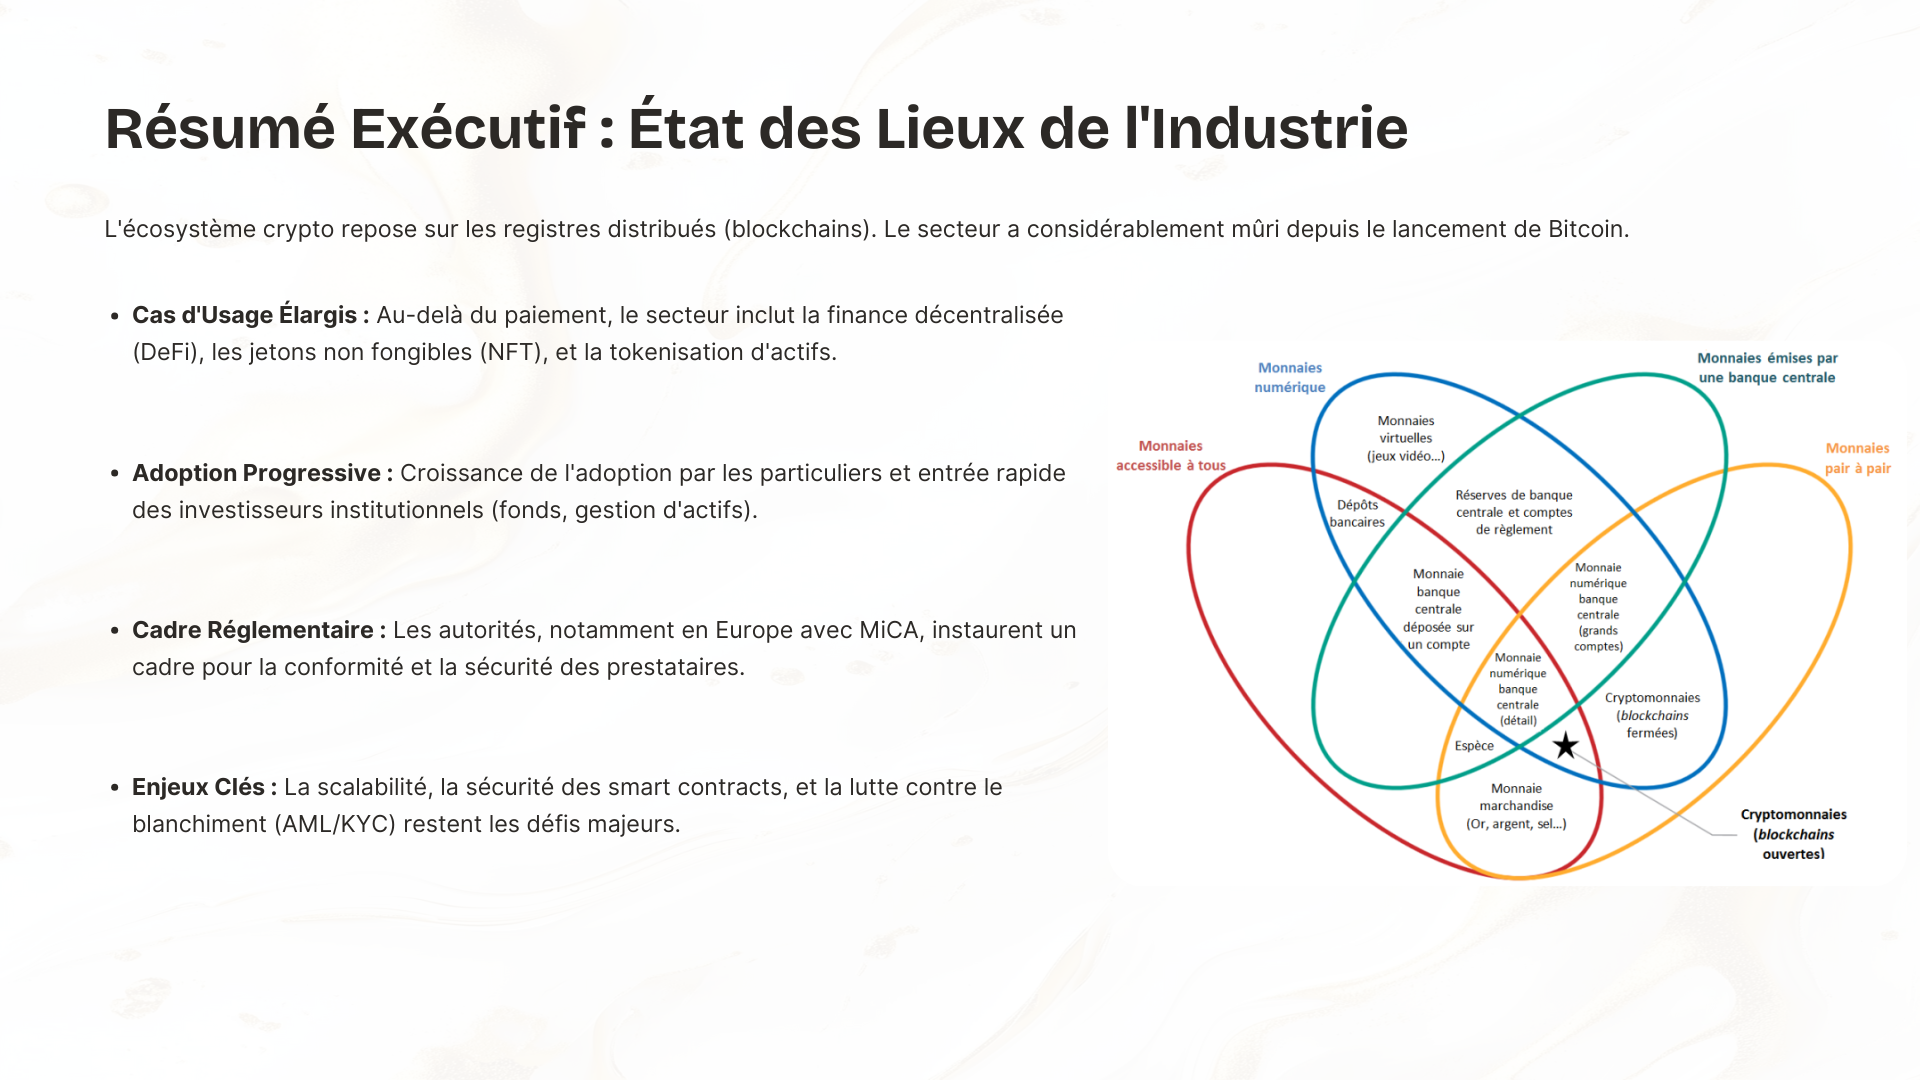 Résumé Exécutif : État des Lieux de l'Industrie
L'écosystème crypto repose sur les registres distribués (blockchains). Le secteur a considérablement mûri depuis le lancement de Bitcoin.
• Cas d'Usage Élargis : Au-delà du paiement, le secteur inclut la finance décentralisée
(DeFi), les jetons non fongibles (NFT), et la tokenisation d'actifs.
• Adoption Progressive : Croissance de l'adoption par les particuliers et entrée rapide
des investisseurs institutionnels (fonds, gestion d'actifs).
• Cadre Réglementaire : Les autorités, notamment en Europe avec MiCA, instaurent un
cadre pour la conformité et la sécurité des prestataires.
• Enjeux Clés : La scalabilité, la sécurité des smart contracts, et la lutte contre le
blanchiment (AML/KYC) restent les défis majeurs.
Monnaies
numérique
Monnaies émises par
une banque centrale
Monnaies
accessible à tous
Monnaies
pair à pair
Monnaies
virtuelles
(jeux vidéo...)
Dépôts
bancaires
Réserves de banque
centrale et comptes
de règlement
Monnaie
banque
centrale
déposée sur
un compte
Monnaie
numérique
banque
centrale
(grands
comptes)
Monnaie
numérique
banque
centrale
(détail)
Cryptomonnaies
(blockchains
fermées)
Espèce
Monnaie
marchandise
(Or, argent, sel...)
Cryptomonnaies
(blockchains
ouvertes)